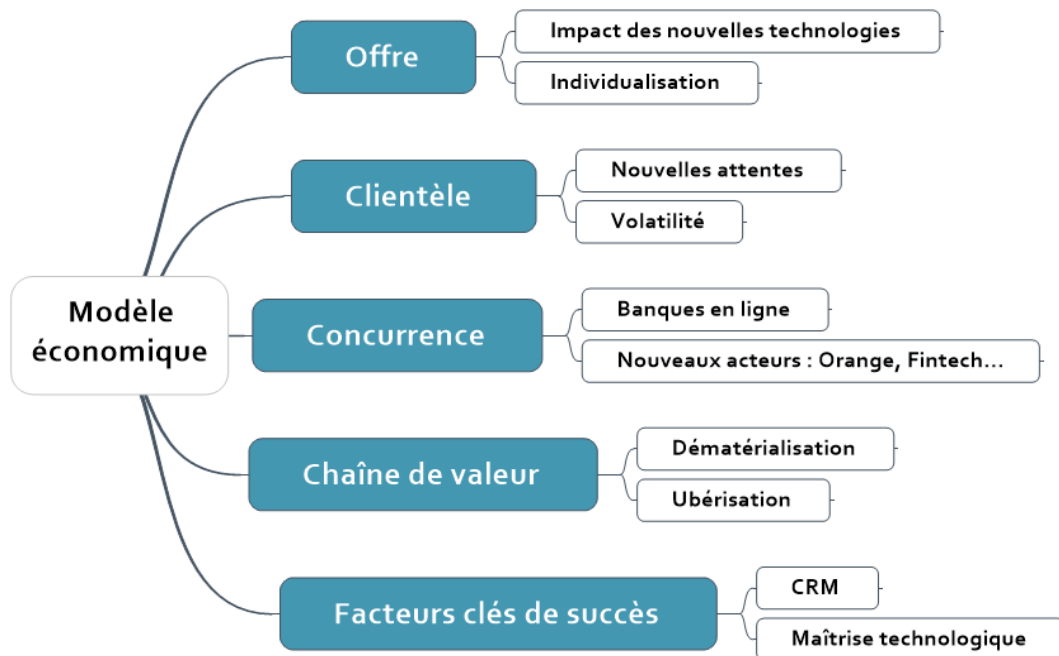 Offre
Impact des nouvelles technologies
Individualisation
Clientèle
Nouvelles attentes
Volatilité
Modèle
économique
Concurrence
Banques en ligne
Nouveaux acteurs : Orange, Fintech...
Chaîne de valeur
Dématérialisation
Ubérisation
Facteurs clés de succès
CRM
Maîtrise technologique